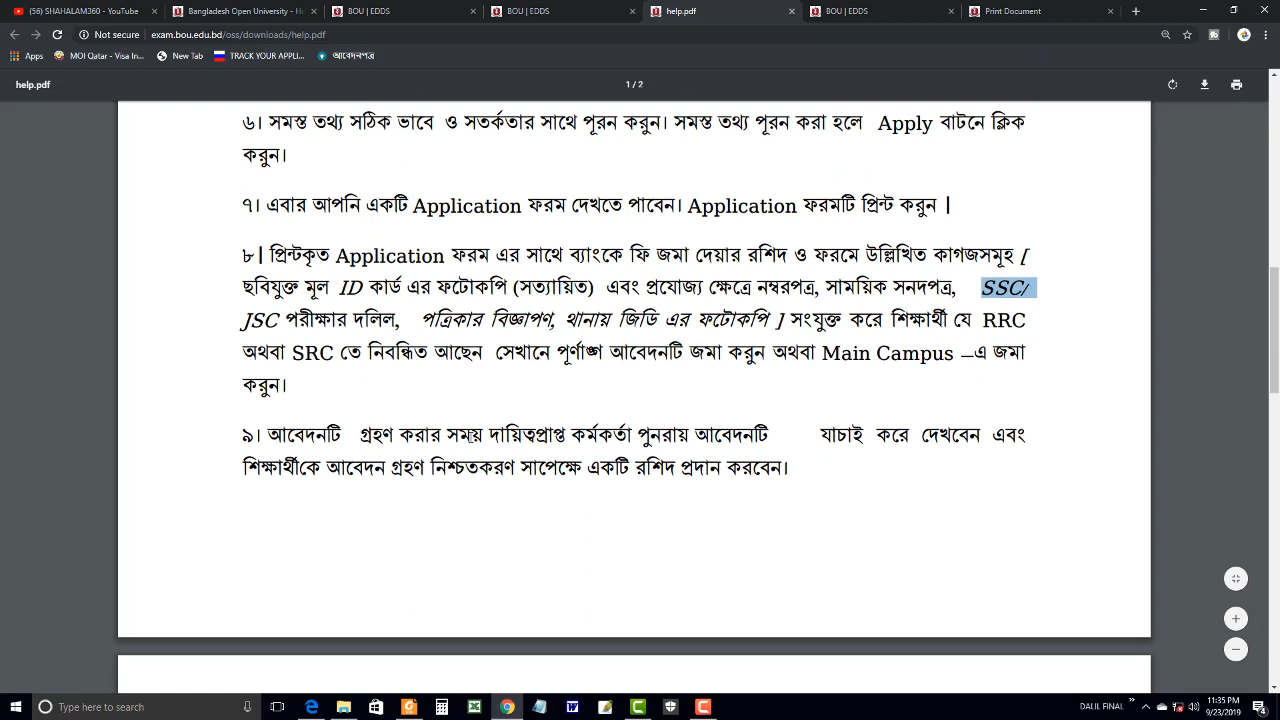 (56) SHAHALAM360 - YouTube
Bangladesh Open University - Ho
BOU | EDDS
BOU | EDDS
help.pdf
BOU | EDDS
Print Document
Not secure | exam.bou.edu.bd/oss/downloads/help.pdf
Apps
MOI Qatar - Visa In...
New Tab
TRACK YOUR APPLI...
আবেদনপত্র
help.pdf
1 / 2
৬। সমস্ত তথ্য সঠিক ভাবে ও সতর্কতার সাথে পূরন করুন। সমস্ত তথ্য পূরন করা হলে Apply বাটনে ক্লিক
করুন।
৭। এবার আপনি একটি Application ফরম দেখতে পাবেন। Application ফরমটি প্রিন্ট করুন |
৮| প্রিন্টকৃত Application ফরম এর সাথে ব্যাংকে ফি জমা দেয়ার রশিদ ও ফরমে উল্লিখিত কাগজসমূহ [
ছবিযুক্ত মূল ID কার্ড এর ফটোকপি (সত্যায়িত) এবং প্রযোজ্য ক্ষেত্রে নম্বরপত্র, সাময়িক সনদপত্র, SSC/
JSC পরীক্ষার দলিল, পত্রিকার বিজ্ঞাপণ, থানায় জিডি এর ফটোকপি ] সংযুক্ত করে শিক্ষার্থী যে RRC
অথবা SRC তে নিবন্ধিত আছেন সেখানে পূর্ণাঙ্গ আবেদনটি জমা করুন অথবা Main Campus –এ জমা
করুন।
৯। আবেদনটি গ্রহণ করার সময় দায়িত্বপ্রাপ্ত কর্মকর্তা পুনরায় আবেদনটি যাচাই করে দেখবেন এবং
শিক্ষার্থীকে আবেদন গ্রহণ নিশ্চতকরণ সাপেক্ষে একটি রশিদ প্রদান করবেন।
Type here to search
DALIL FINAL
11:35 PM
9/23/2019